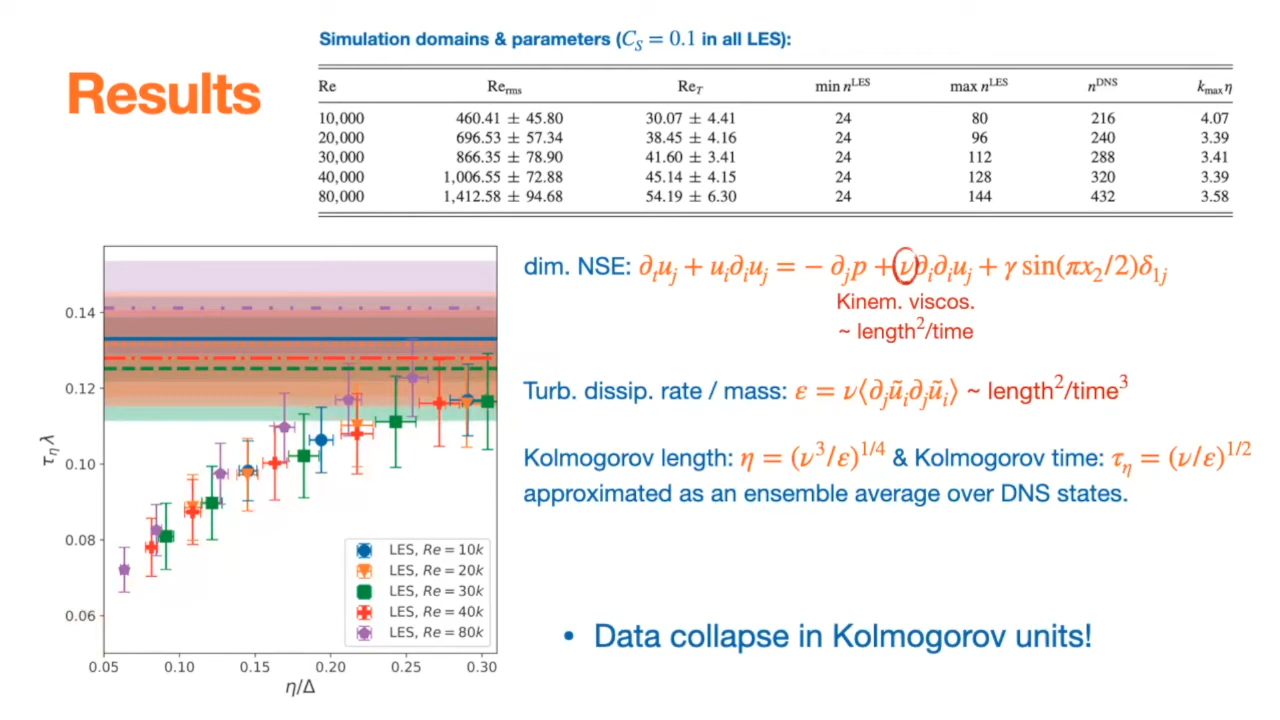 Simulation domains & parameters (C_S = 0.1 in all LES):
Results
Re Re_rms Re_T min n^LES max n^LES n^DNS k_max η
10,000 460.41 ± 45.80 30.07 ± 4.41 24 80 216 4.07
20,000 696.53 ± 57.34 38.45 ± 4.16 24 96 240 3.39
30,000 866.35 ± 78.90 41.60 ± 3.41 24 112 288 3.41
40,000 1,006.55 ± 72.88 45.14 ± 4.15 24 128 320 3.39
80,000 1,412.58 ± 94.68 54.19 ± 6.30 24 144 432 3.58
dim. NSE: ∂_t u_j + u_i ∂_i u_j = − ∂_j p + ν ∂_i ∂_i u_j + γ sin(πx_2/2)δ_1j
Kinem. viscos.
~ length²/time
Turb. dissip. rate / mass: ε = ν⟨∂_j ũ_i ∂_j ũ_i⟩ ~ length²/time³
Kolmogorov length: η = (ν³/ε)^1/4 & Kolmogorov time: τ_η = (ν/ε)^1/2
approximated as an ensemble average over DNS states.
• Data collapse in Kolmogorov units!
τ_η λ
0.14
0.12
0.10
0.08
0.06
LES, Re = 10k
LES, Re = 20k
LES, Re = 30k
LES, Re = 40k
LES, Re = 80k
0.05 0.10 0.15 0.20 0.25 0.30
η/Δ